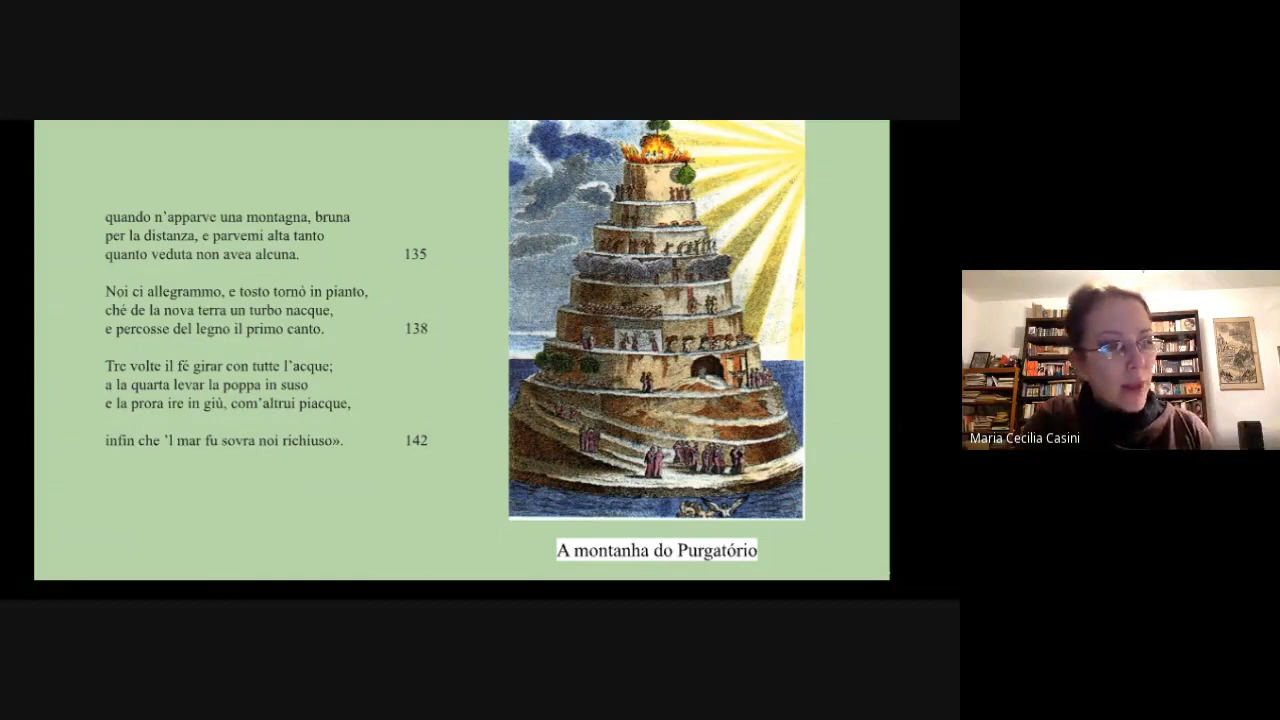 quando n’apparve una montagna, bruna
per la distanza, e parvemi alta tanto
quanto veduta non avea alcuna. 135
Noi ci allegrammo, e tosto tornò in pianto,
ché de la nova terra un turbo nacque,
e percosse del legno il primo canto. 138
Tre volte il fé girar con tutte l’acque;
a la quarta levar la poppa in suso
e la prora ire in giù, com’altrui piacque,
infin che ’l mar fu sovra noi richiuso». 142
A montanha do Purgatório
Maria Cecilia Casini